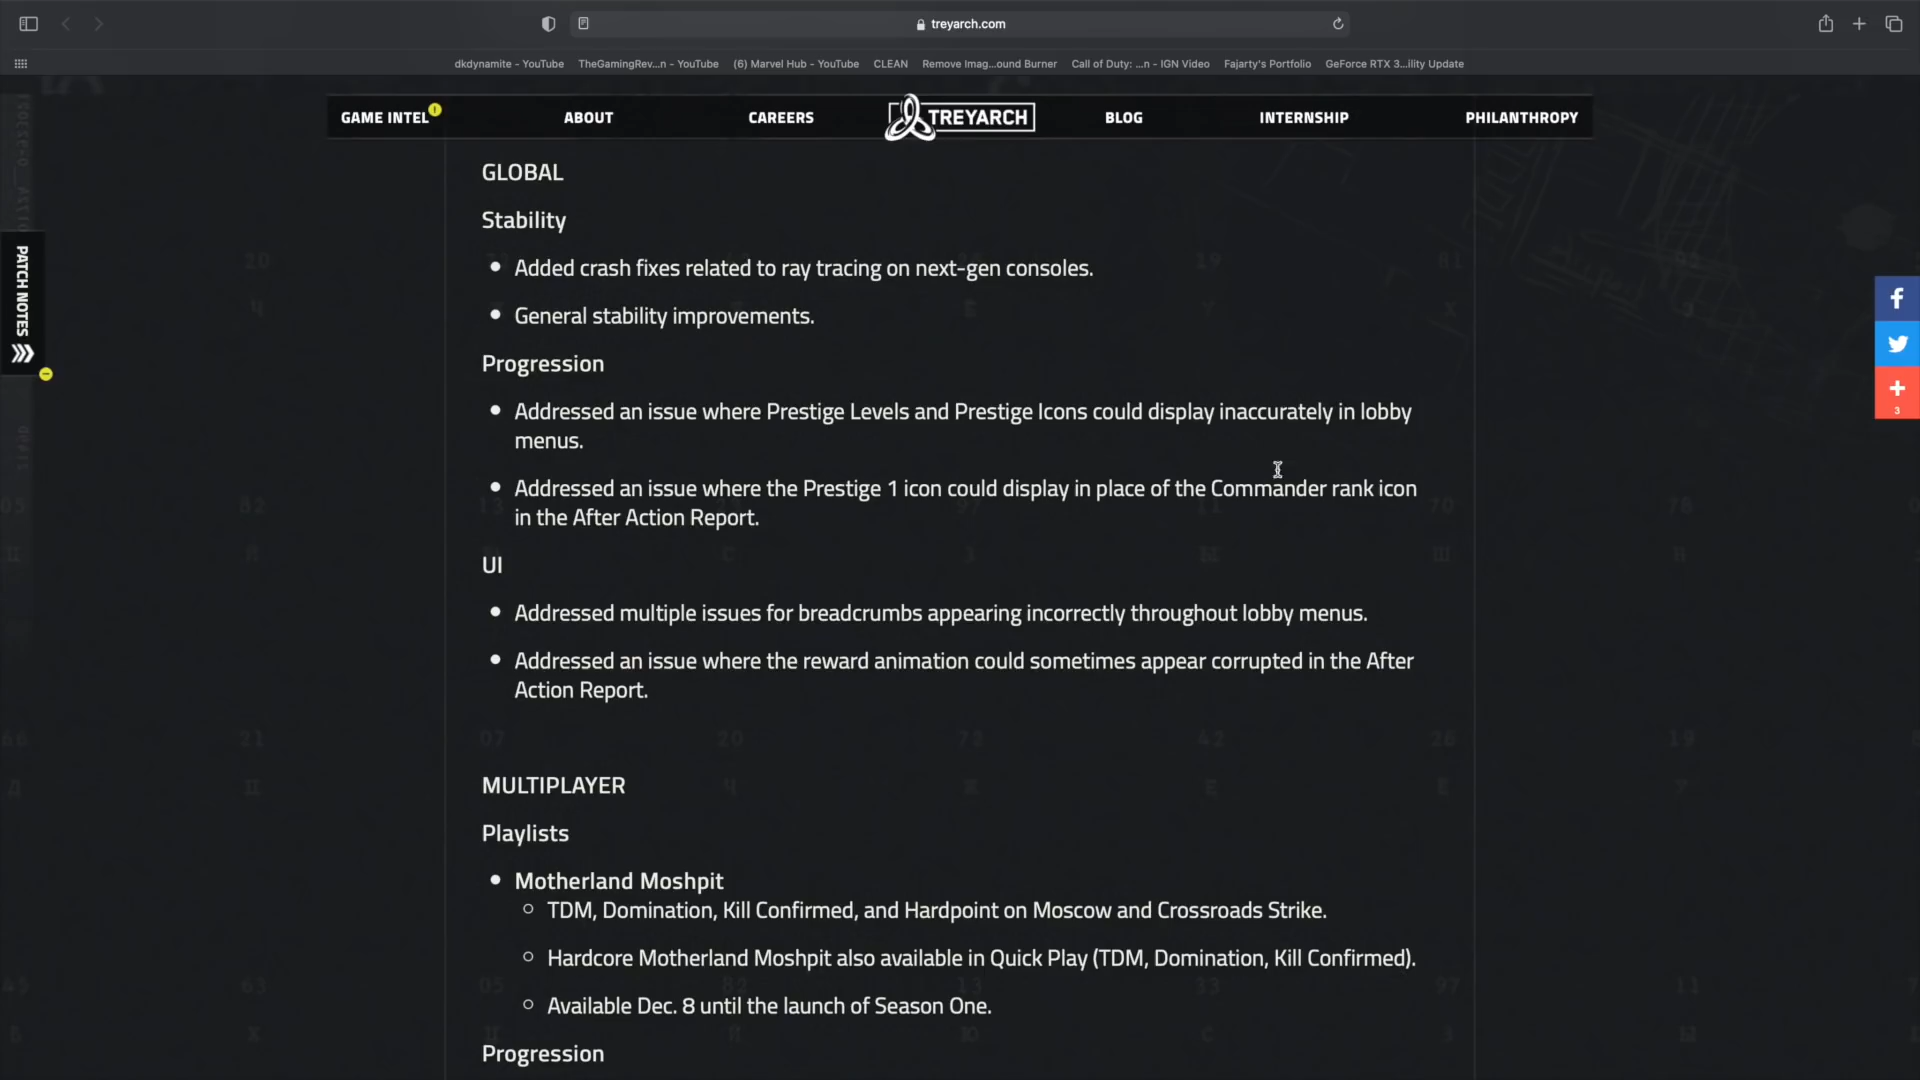 treyarch.com
dkdynamite - YouTube TheGamingRev...n - YouTube (6) Marvel Hub - YouTube CLEAN Remove Imag...ound Burner Call of Duty: ...n - IGN Video Fajarty's Portfolio GeForce RTX 3...ility Update
GAME INTEL ! ABOUT CAREERS TREYARCH BLOG INTERNSHIP PHILANTHROPY
GLOBAL
Stability
Added crash fixes related to ray tracing on next-gen consoles.
General stability improvements.
PATCH NOTES
Progression
Addressed an issue where Prestige Levels and Prestige Icons could display inaccurately in lobby
menus.
3
Addressed an issue where the Prestige 1 icon could display in place of the Commander rank icon
in the After Action Report.
UI
Addressed multiple issues for breadcrumbs appearing incorrectly throughout lobby menus.
Addressed an issue where the reward animation could sometimes appear corrupted in the After
Action Report.
MULTIPLAYER
Playlists
Motherland Moshpit
TDM, Domination, Kill Confirmed, and Hardpoint on Moscow and Crossroads Strike.
Hardcore Motherland Moshpit also available in Quick Play (TDM, Domination, Kill Confirmed).
Available Dec. 8 until the launch of Season One.
Progression